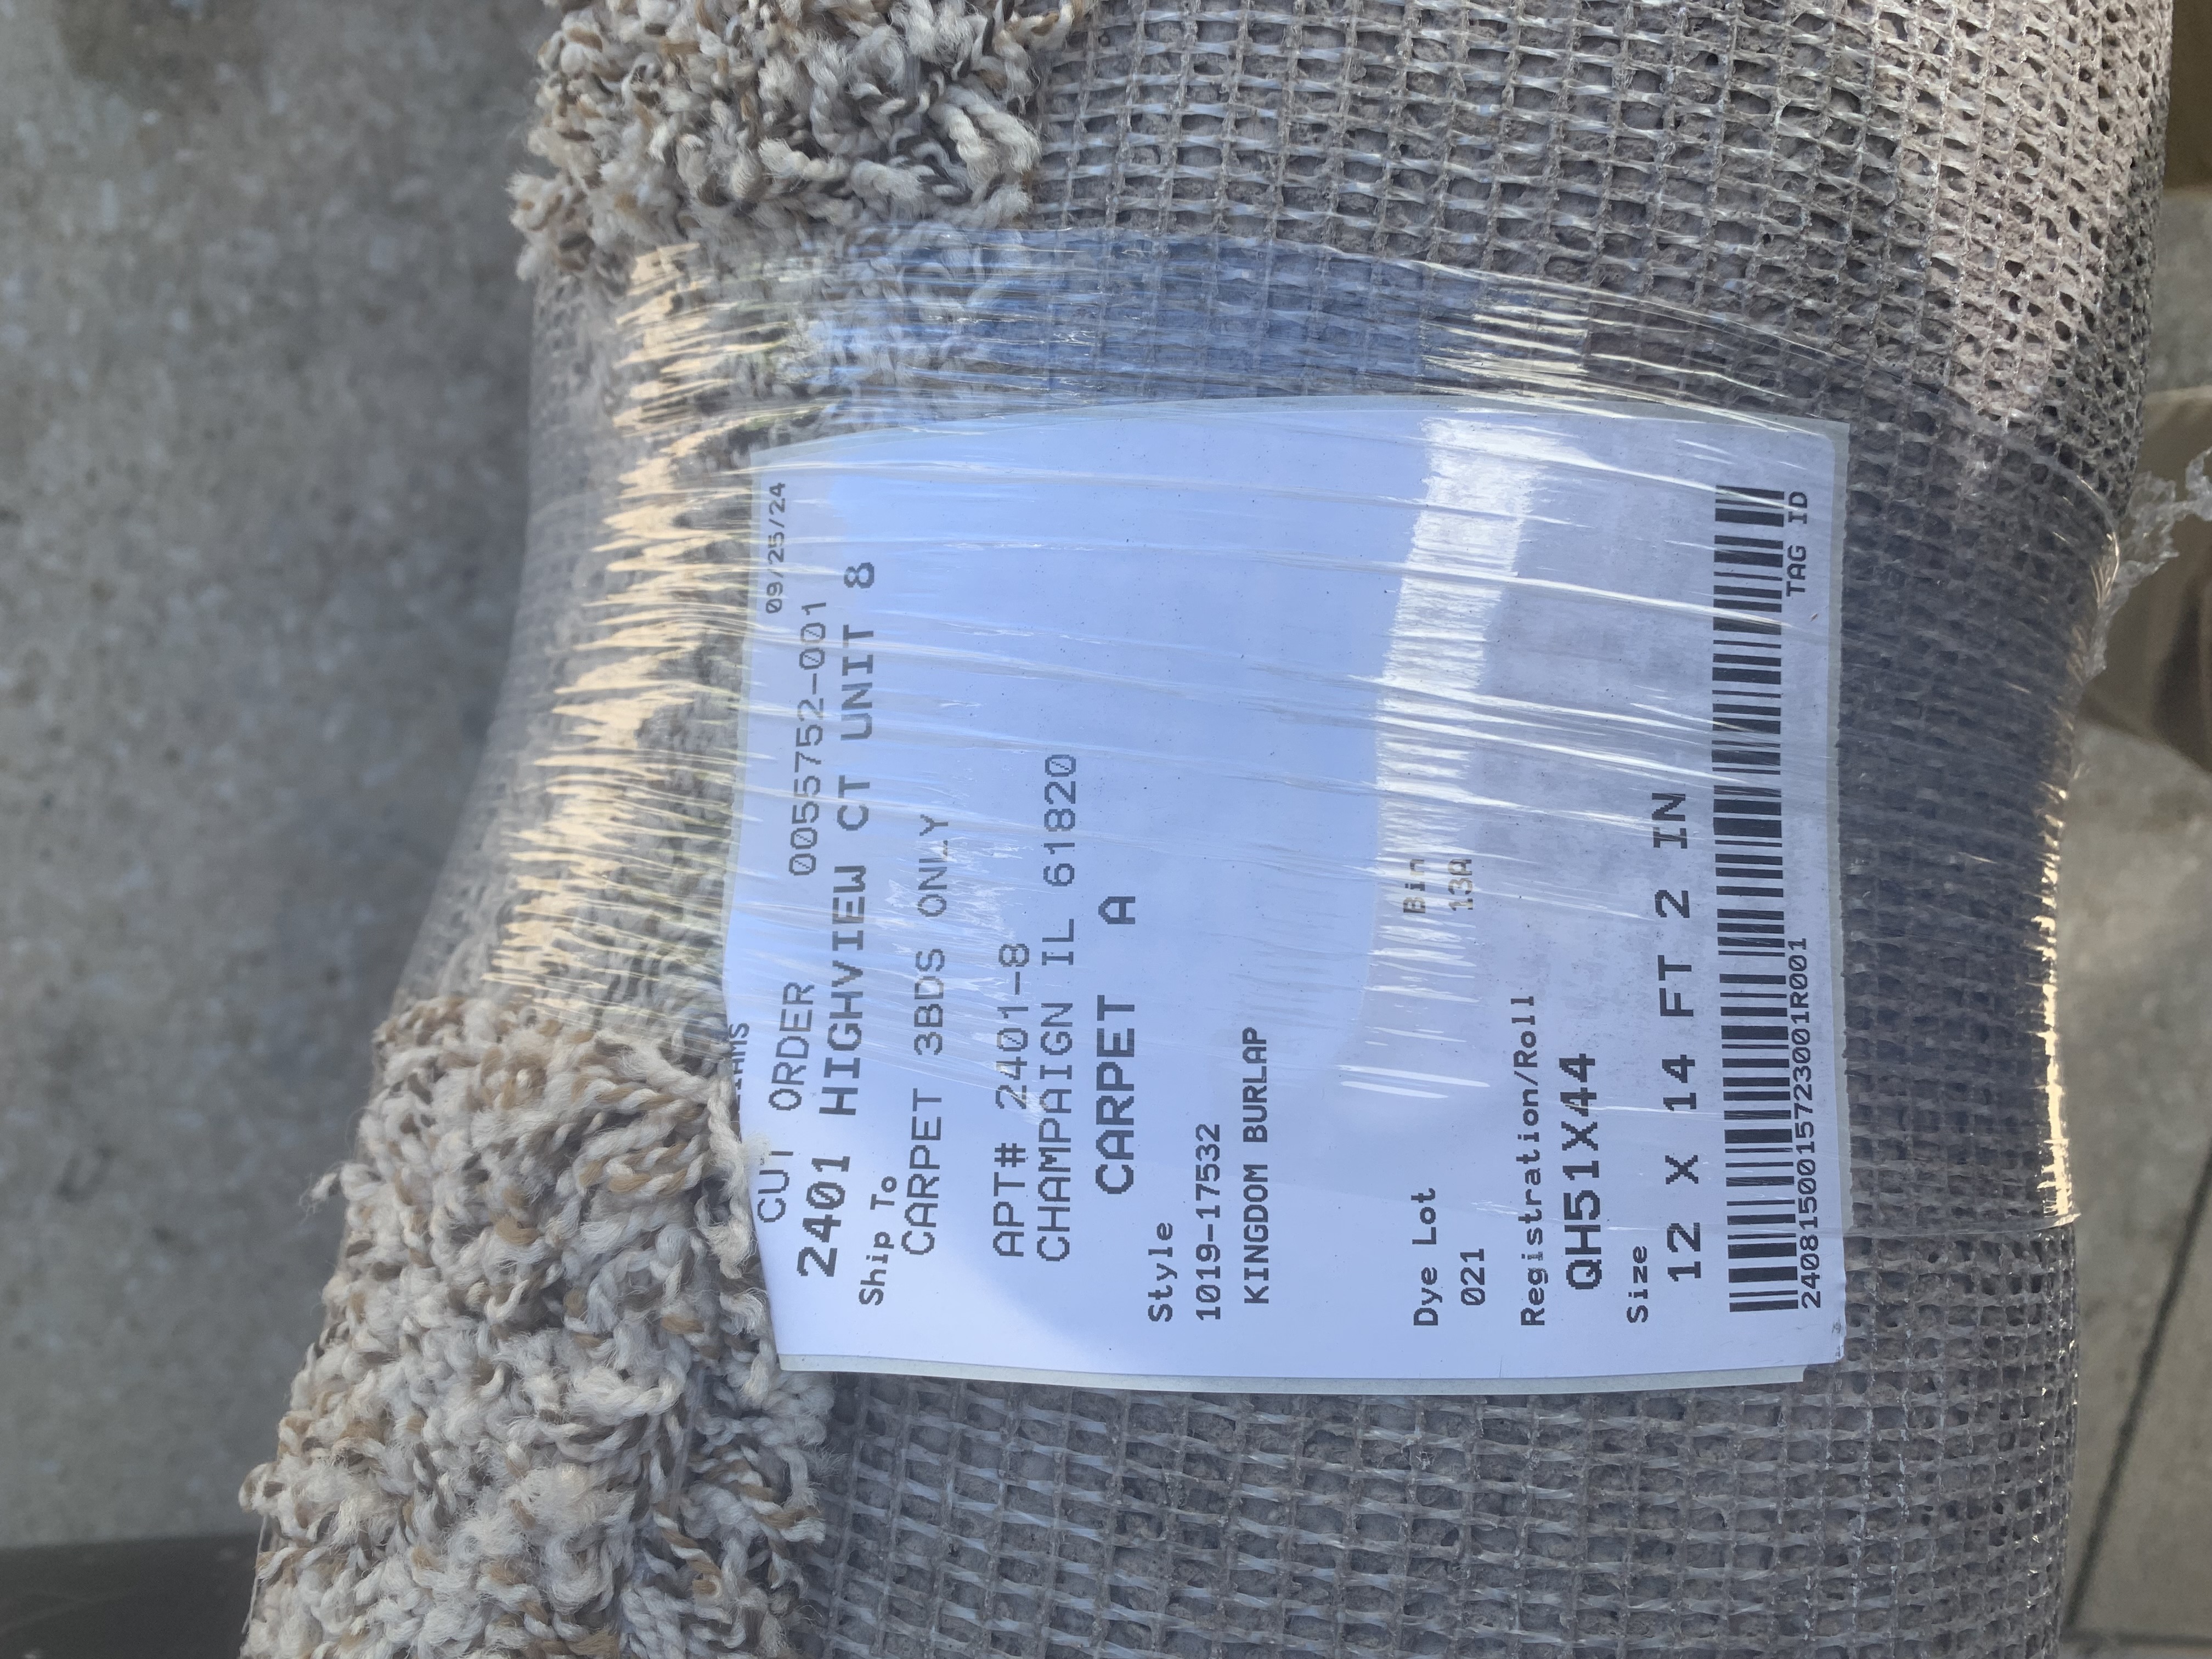 09/25/24
CUT ORDER 0055752-001
2401 HIGHVIEW CT UNIT 8
Ship To
CARPET 3BDS ONLY
APT# 2401-8
CHAMPAIGN IL 61820
CARPET A
Style
1019-17532
KINGDOM BURLAP
Dye Lot Bin
021 13A
Registration/Roll
QH51X44
Size
12 X 14 FT 2 IN
240815000157230001R001 TAG ID